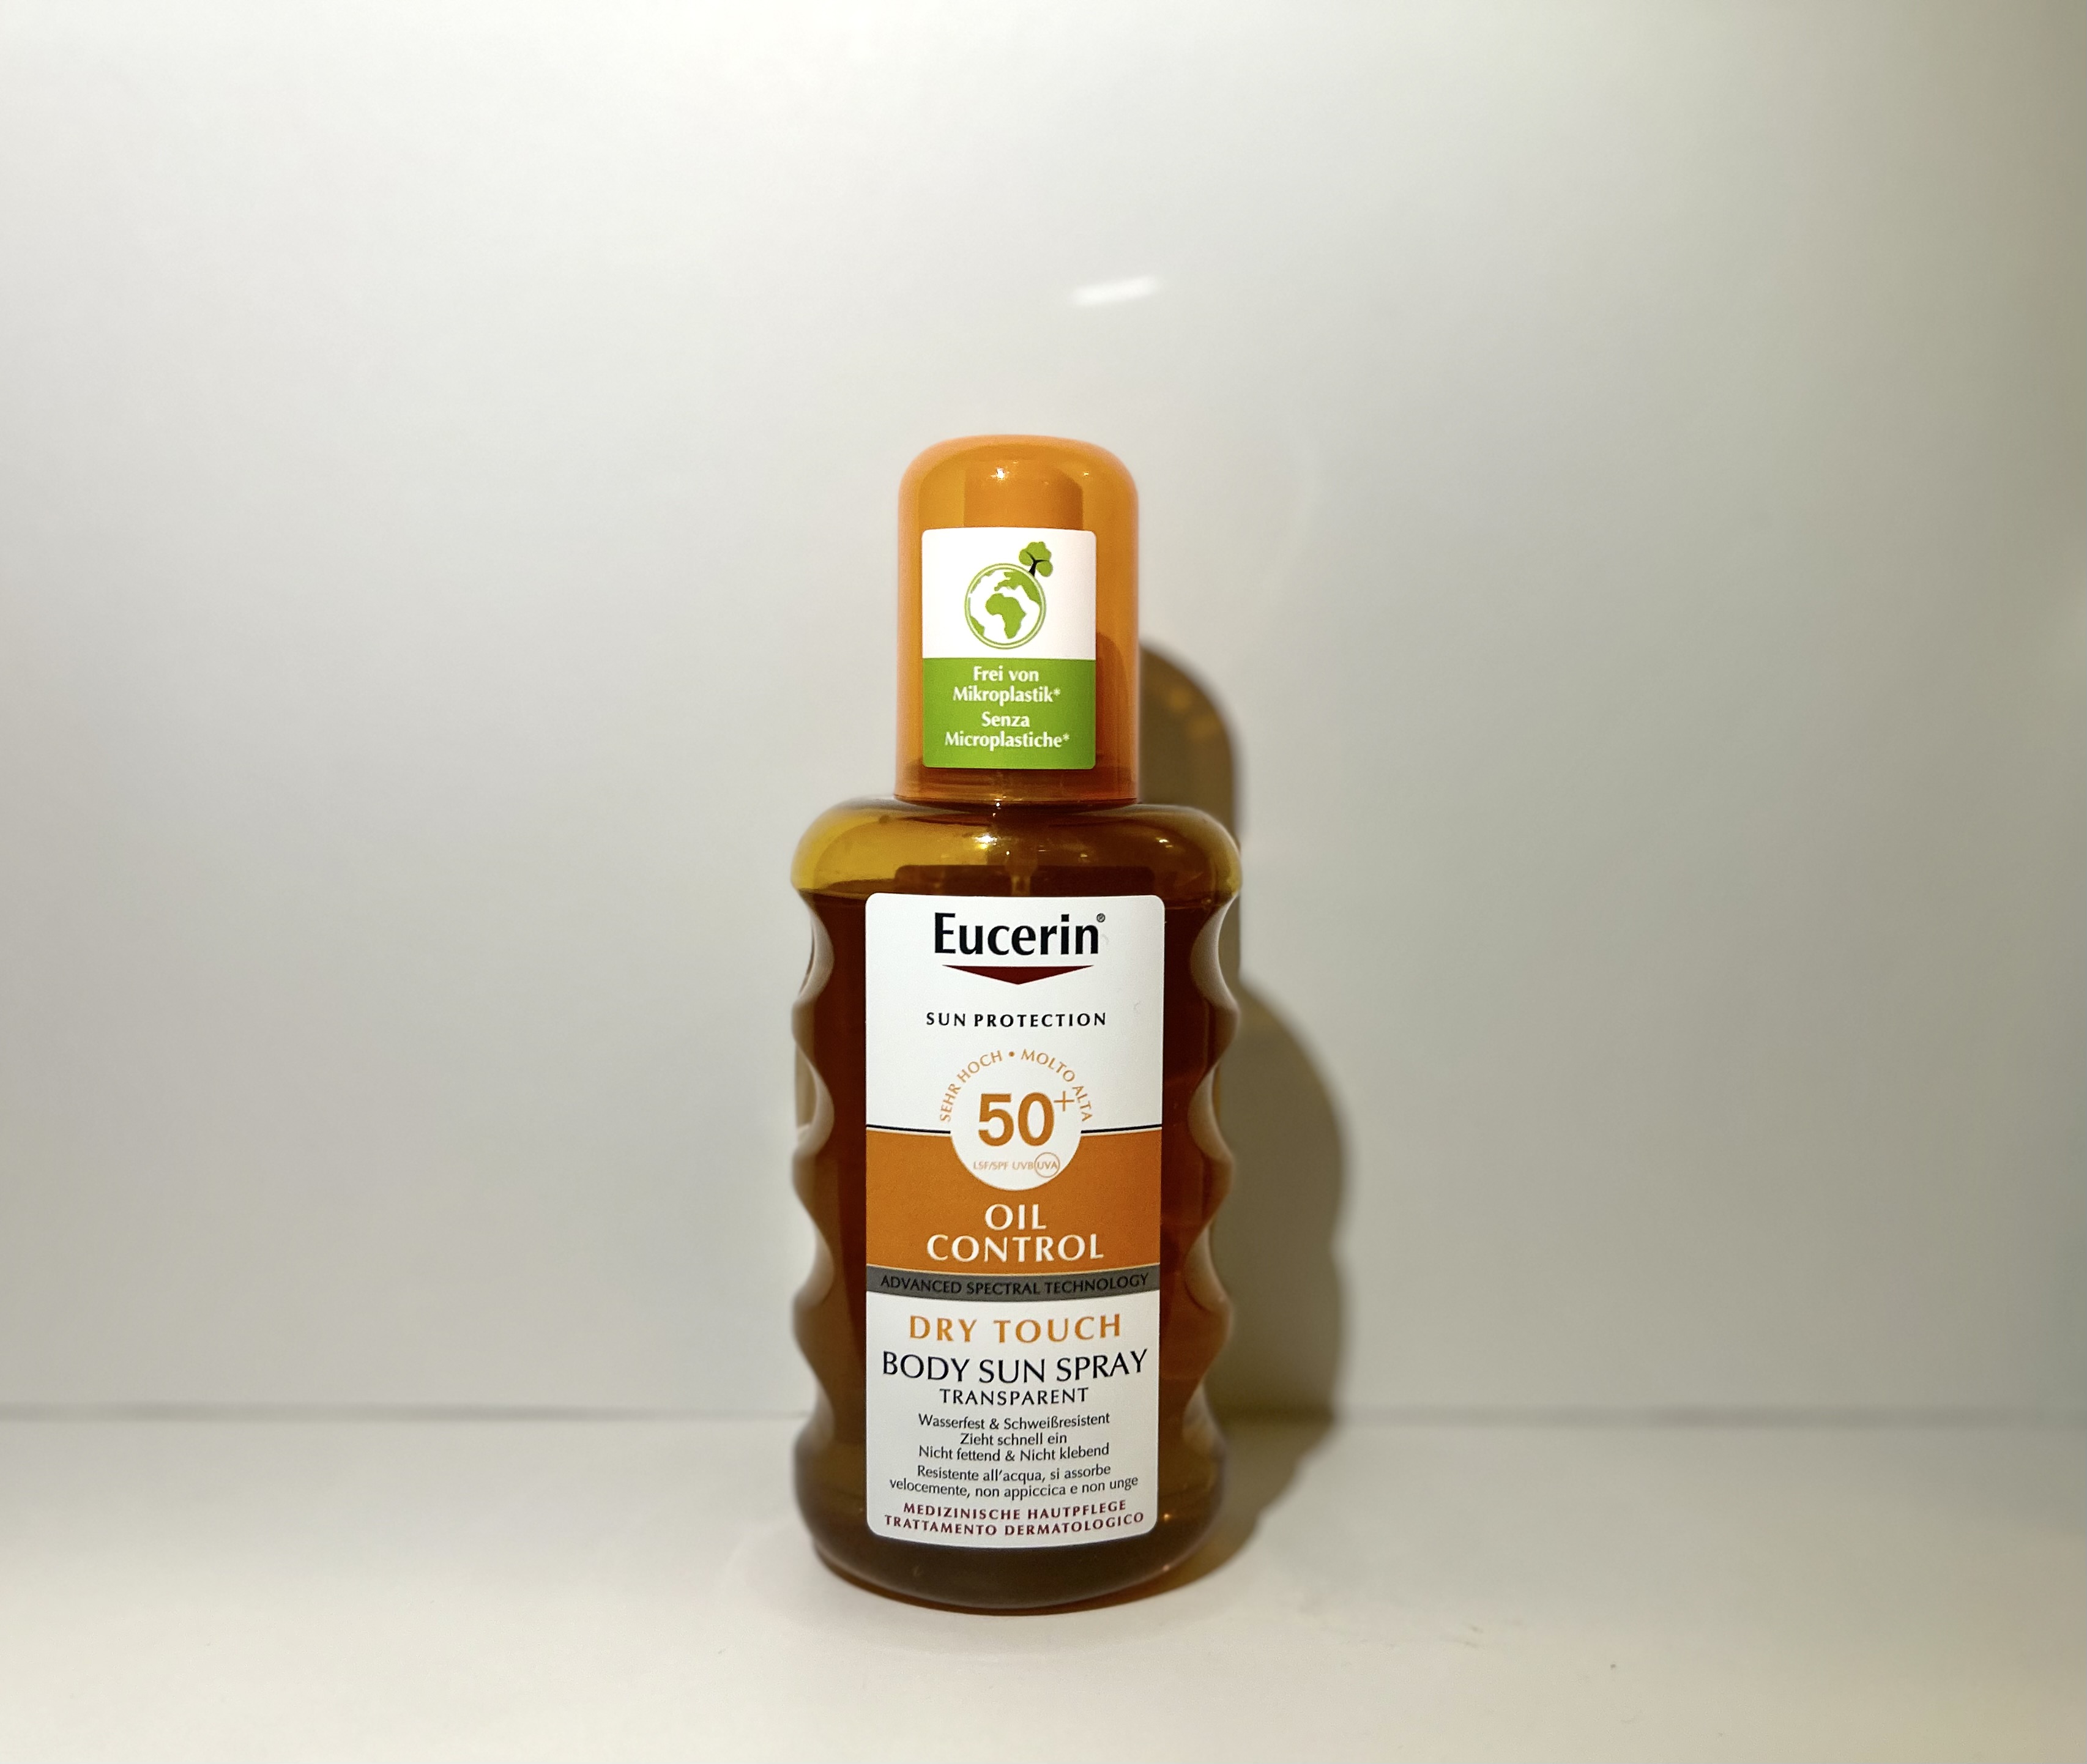 Frei von
Mikroplastik*
Senza
Microplastiche*
Eucerin®
SUN PROTECTION
SEHR HOCH • MOLTO ALTA
50+
LSF/SPF UVB UVA
OIL
CONTROL
ADVANCED SPECTRAL TECHNOLOGY
DRY TOUCH
BODY SUN SPRAY
TRANSPARENT
Wasserfest & Schweißresistent
Zieht schnell ein
Nicht fettend & Nicht klebend
Resistente all'acqua, si assorbe
velocemente, non appiccica e non unge
MEDIZINISCHE HAUTPFLEGE
TRATTAMENTO DERMATOLOGICO